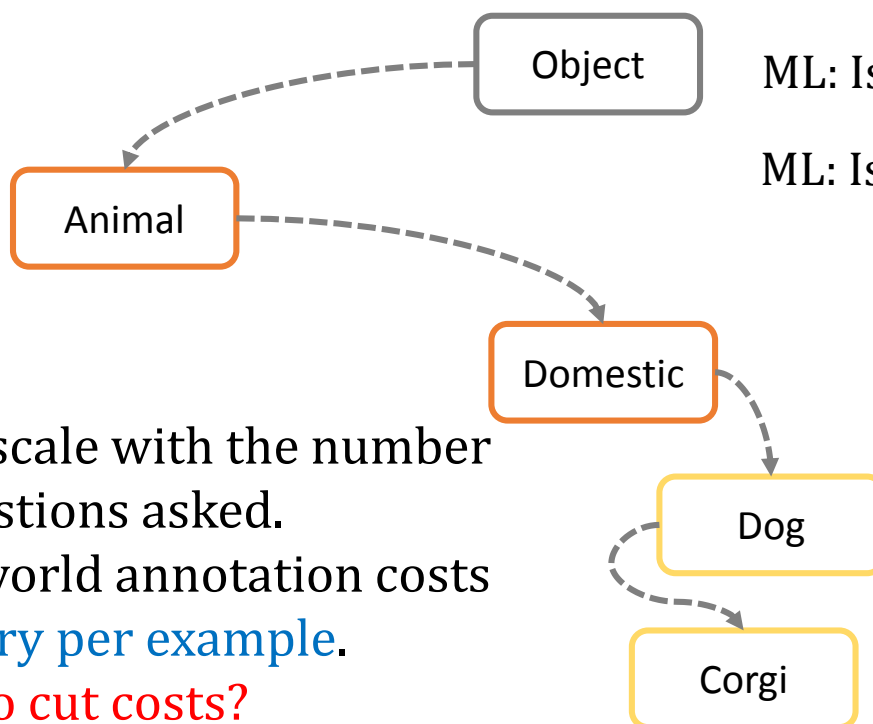 Object
ML: Is
ML: Is
Animal
Domestic
scale with the number
stions asked.
world annotation costs
ry per example.
o cut costs?
Dog
Corgi